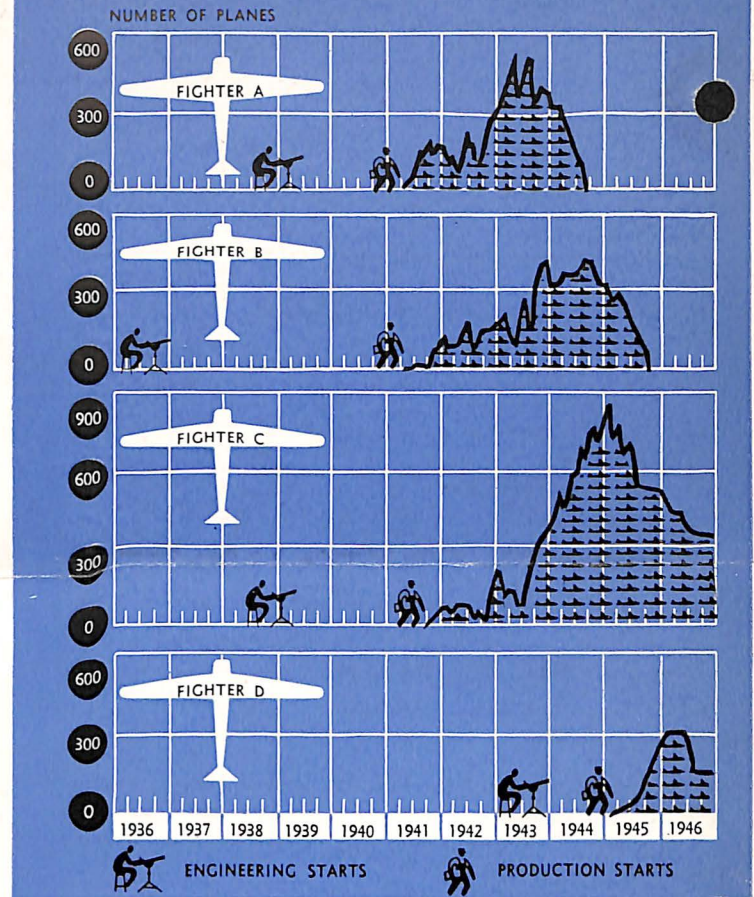 NUMBER OF PLANES
600
FIGHTER A
300
0
600
FIGHTER B
300
0
900
FIGHTER C
600
300
0
600
FIGHTER D
300
0
1936 1937 1938 1939 1940 1941 1942 1943 1944 1945 1946
ENGINEERING STARTS PRODUCTION STARTS